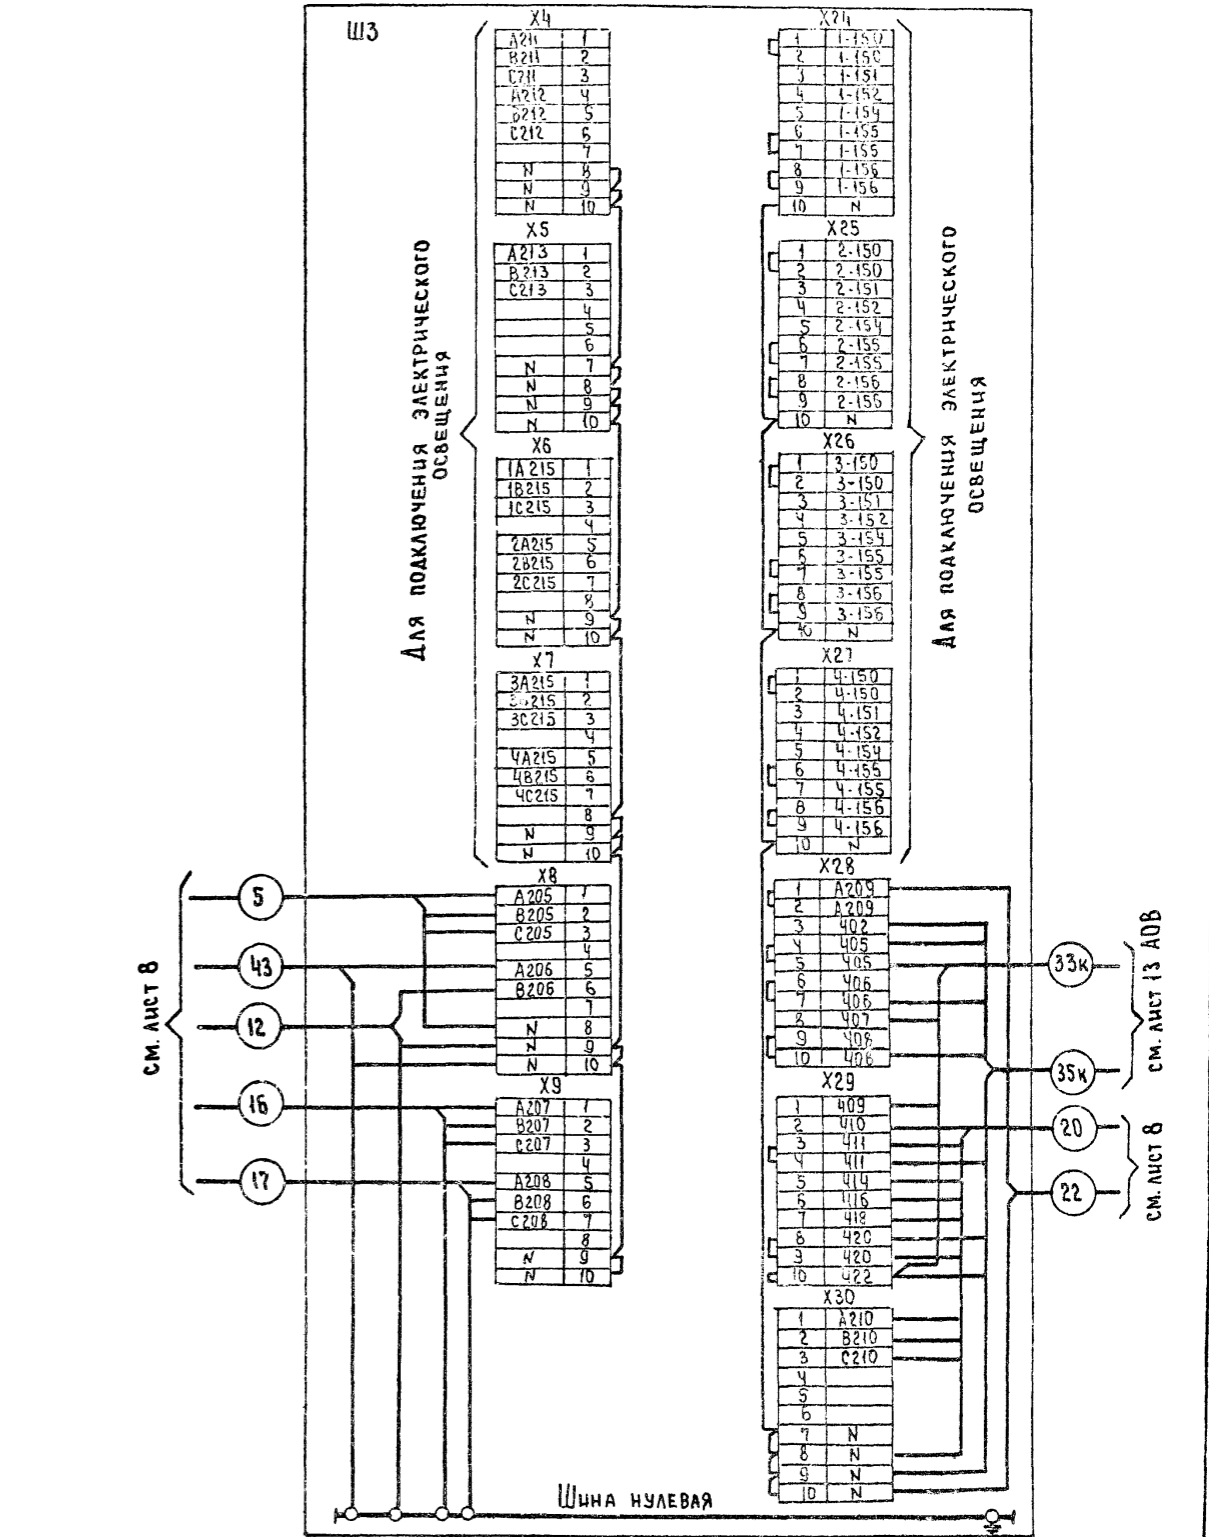 Ш3
X4
A211 1
B211 2
C211 3
A212 4
B212 5
C212 6
7
N 8
N 9
N 10
X5
A213 1
B213 2
C213 3
4
5
6
N 7
N 8
N 9
N 10
X6
1A215 1
1B215 2
1C215 3
4
2A215 5
2B215 6
2C215 7
8
N 9
N 10
X7
3A215 1
2
3C215 3
4
4A215 5
4B215 6
4C215 7
8
N 9
N 10
Для подключения электрического
освещения
X8
A205 1
B205 2
C205 3
4
A206 5
B206 6
7
N 8
N 9
N 10
X9
A207 1
B207 2
C207 3
4
A208 5
B208 6
C208 7
8
N 9
N 10
см. лист 8
5
43
12
16
17
X24
1 1-150
2 1-150
3 1-151
4 1-152
5 1-154
6 1-155
7 1-155
8 1-156
9 1-156
10 N
X25
1 2-150
2 2-150
3 2-151
4 2-152
5 2-154
6 2-155
7 2-155
8 2-156
9 2-156
10 N
X26
1 3-150
2 3-150
3 3-151
4 3-152
5 3-154
6 3-155
7 3-155
8 3-156
9 3-156
10 N
X27
1 4-150
2 4-150
3 4-151
4 4-152
5 4-154
6 4-155
7 4-155
8 4-156
9 4-156
10 N
Для подключения электрического
освещения
X28
1 A209
2 A209
3 402
4 405
5 405
6 406
7 406
8 407
9 408
10 408
X29
1 409
2 410
3 411
4 411
5 414
6 416
7 418
8 420
9 420
10 422
X30
1 A210
2 B210
3 C210
4
5
6
7 N
8 N
9 N
10 N
33к
35к
см. лист 13 АОВ
20
22
см. лист 8
Шина нулевая